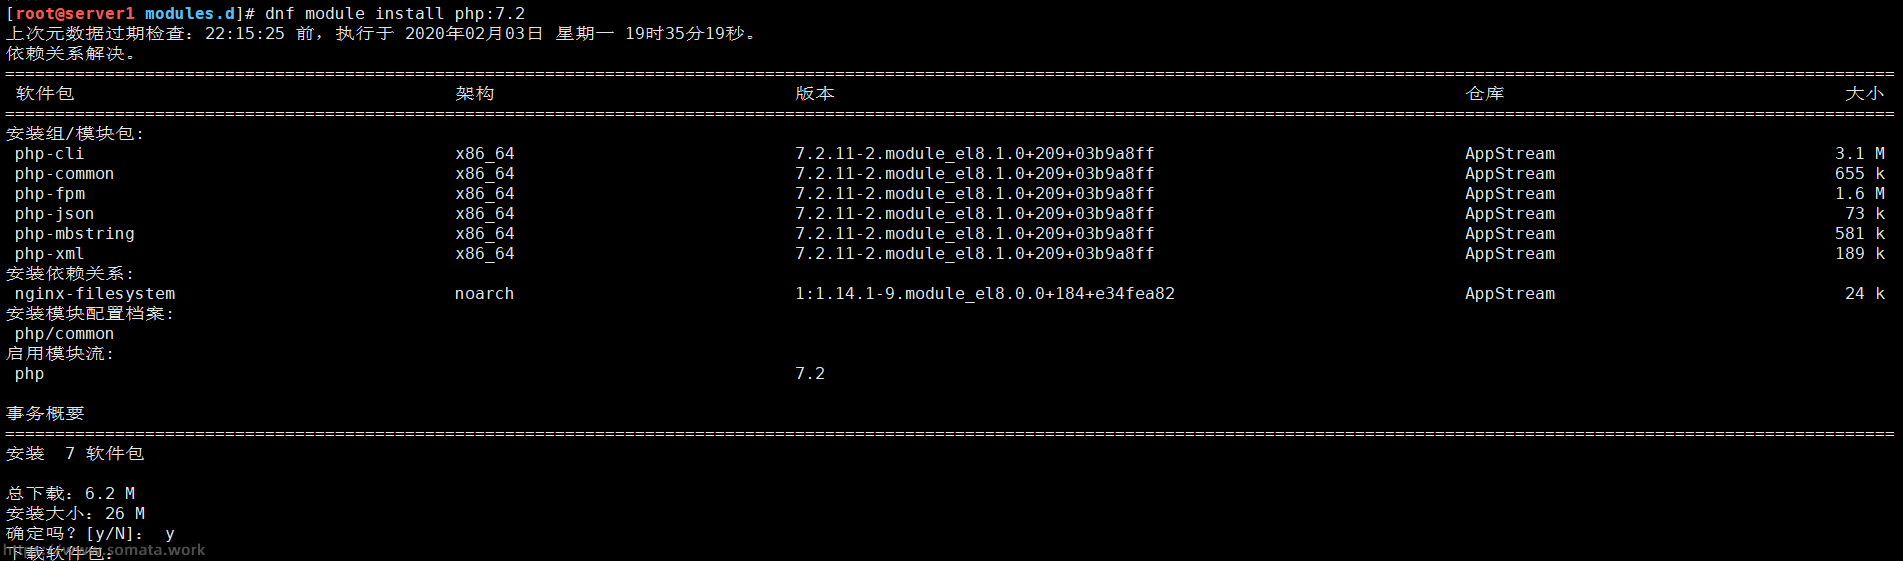 [root@server1 modules.d]# dnf module install php:7.2
上次元数据过期检查：22:15:25 前，执行于 2020年02月03日 星期一 19时35分19秒。
依赖关系解决。
================================================================================
软件包 架构 版本 仓库 大小
================================================================================
安装组/模块包:
php-cli x86_64 7.2.11-2.module_el8.1.0+209+03b9a8ff AppStream 3.1 M
php-common x86_64 7.2.11-2.module_el8.1.0+209+03b9a8ff AppStream 655 k
php-fpm x86_64 7.2.11-2.module_el8.1.0+209+03b9a8ff AppStream 1.6 M
php-json x86_64 7.2.11-2.module_el8.1.0+209+03b9a8ff AppStream 73 k
php-mbstring x86_64 7.2.11-2.module_el8.1.0+209+03b9a8ff AppStream 581 k
php-xml x86_64 7.2.11-2.module_el8.1.0+209+03b9a8ff AppStream 189 k
安装依赖关系:
nginx-filesystem noarch 1:1.14.1-9.module_el8.0.0+184+e34fea82 AppStream 24 k
安装模块配置档案:
php/common
启用模块流:
php 7.2
事务概要
================================================================================
安装 7 软件包
总下载：6.2 M
安装大小：26 M
确定吗？[y/N]： y
下载软件包：
somata.work